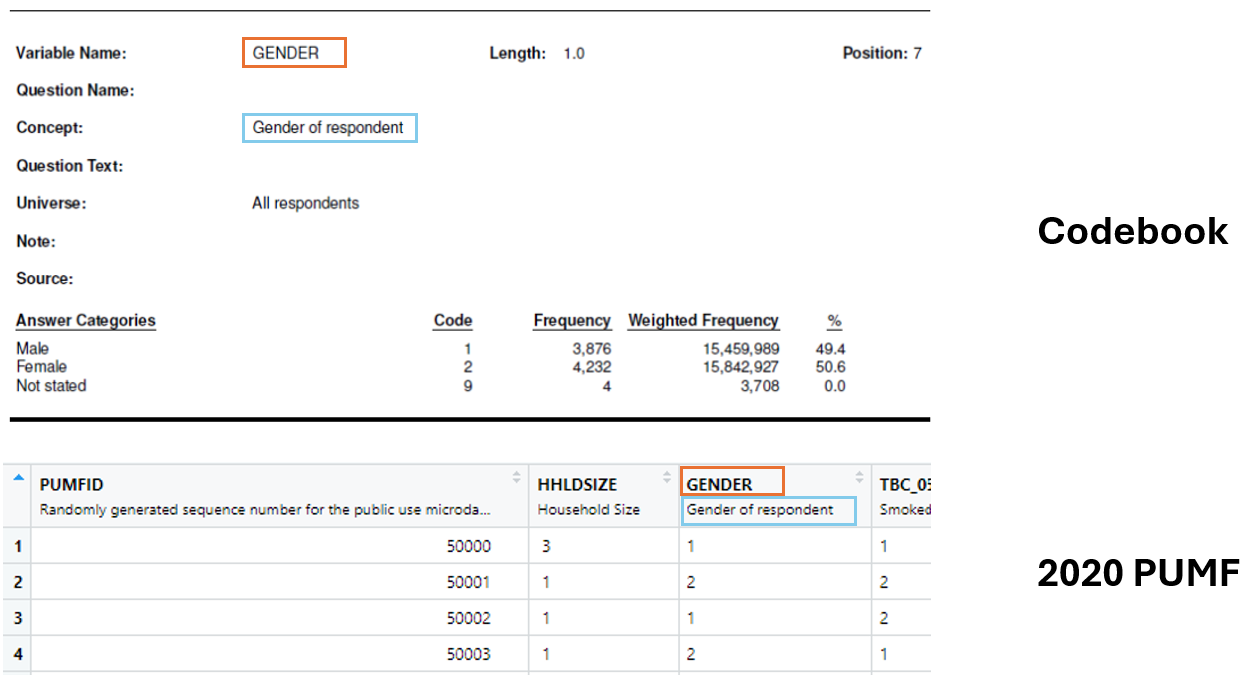 Variable Name: GENDER Length: 1.0 Position: 7
Question Name:
Concept: Gender of respondent
Question Text:
Universe: All respondents
Note:
Source:
Codebook
Answer Categories Code Frequency Weighted Frequency %
Male 1 3,876 15,459,989 49.4
Female 2 4,232 15,842,927 50.6
Not stated 9 4 3,708 0.0
PUMFID HHLDSIZE GENDER TBC_03
Randomly generated sequence number for the public use microda... Household Size Gender of respondent Smoked
1 50000 3 1 1
2 50001 1 2 2
2020 PUMF
3 50002 1 1 2
4 50003 1 2 1